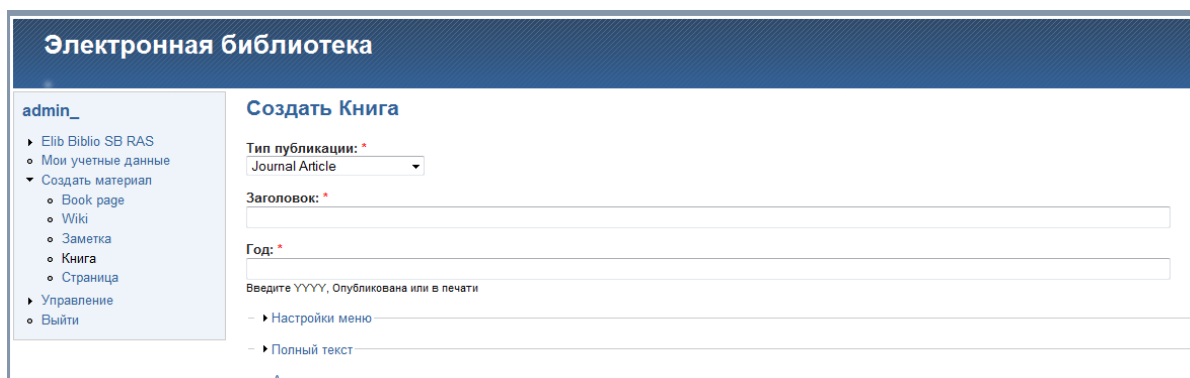 Электронная библиотека
admin_
Elib Biblio SB RAS
Мои учетные данные
Создать материал
Book page
Wiki
Заметка
Книга
Страница
Управление
Выйти
Создать Книга
Тип публикации: *
Journal Article
Заголовок: *
Год: *
Введите YYYY, Опубликована или в печати
Настройки меню
Полный текст